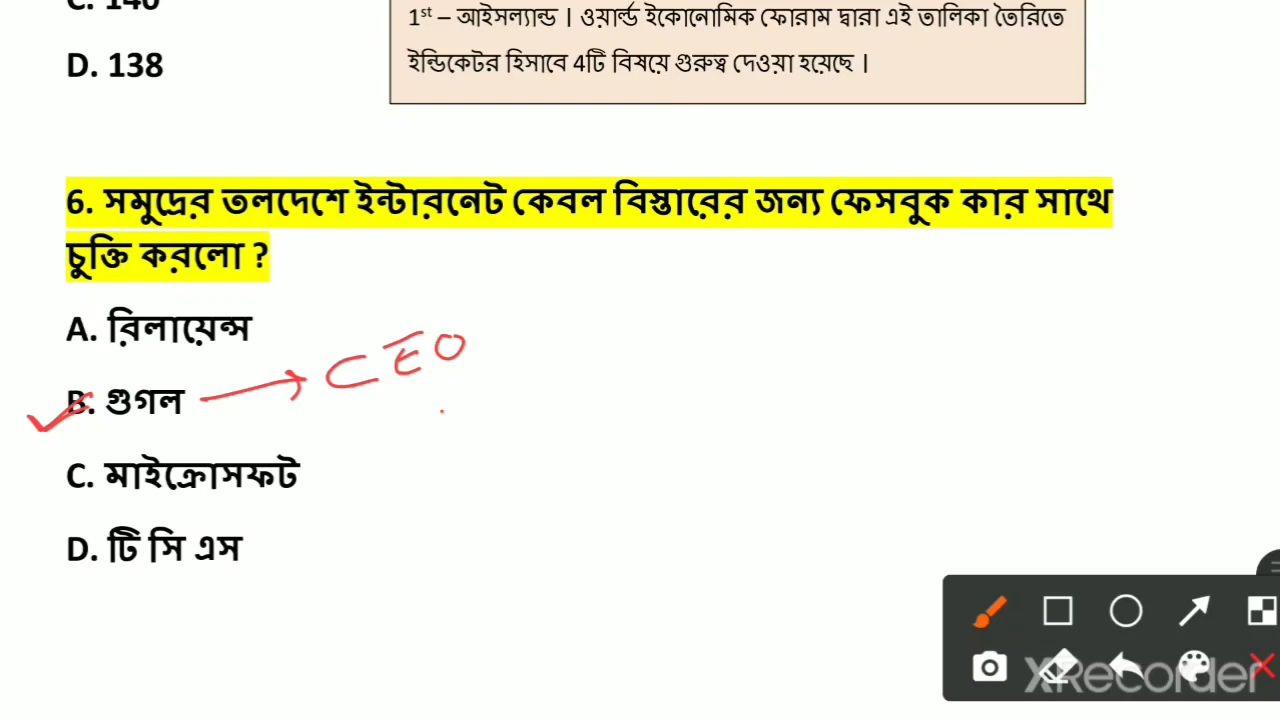 C. 140
D. 138
1st – আইসল্যান্ড । ওয়ার্ল্ড ইকোনোমিক ফোরাম দ্বারা এই তালিকা তৈরিতে
ইন্ডিকেটর হিসাবে 4টি বিষয়ে গুরুত্ব দেওয়া হয়েছে ।
6. সমুদ্রের তলদেশে ইন্টারনেট কেবল বিস্তারের জন্য ফেসবুক কার সাথে
চুক্তি করলো ?
A. রিলায়েন্স
B. গুগল CEO
C. মাইক্রোসফট
D. টি সি এস
XRecorder